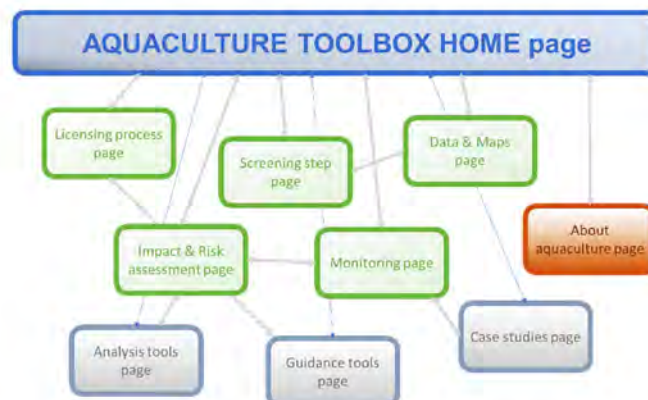 AQUACULTURE TOOLBOX HOME page
Licensing process
page
Screening step
page
Data & Maps
page
About
aquaculture page
Impact & Risk
assessment page
Monitoring page
Analysis tools
page
Guidance tools
page
Case studies page